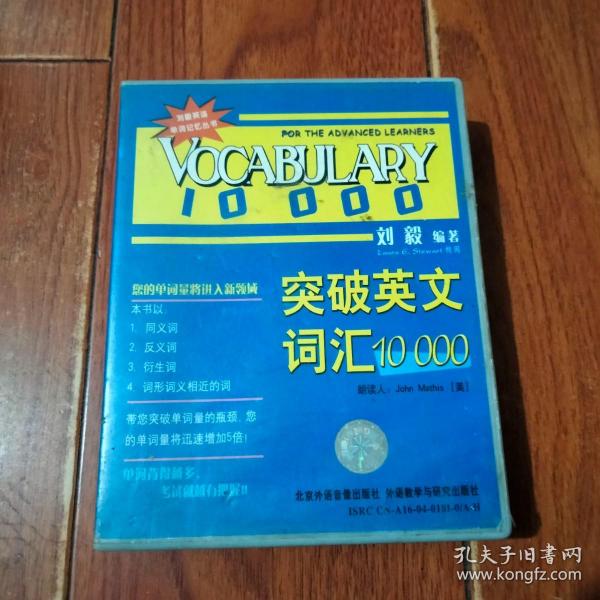 刘毅英语
单词记忆丛书
FOR THE ADVANCED LEARNERS
VOCABULARY
10 000
刘毅 编著
Laura E. Stewart 校阅
您的单词量将进入新领域
本书以:
1. 同义词
2. 反义词
3. 衍生词
4. 词形词义相近的词
带您突破单词量的瓶颈,您
的单词量将迅速增加5倍!
单词背得越多,
考试就越有把握!!
突破英文
词汇10 000
朗读人: John Mathis [美]
北京外语音像出版社 外语教学与研究出版社
ISRC CN-A16-04-0181-0/A·H
孔夫子旧书网
www.kongfz.com